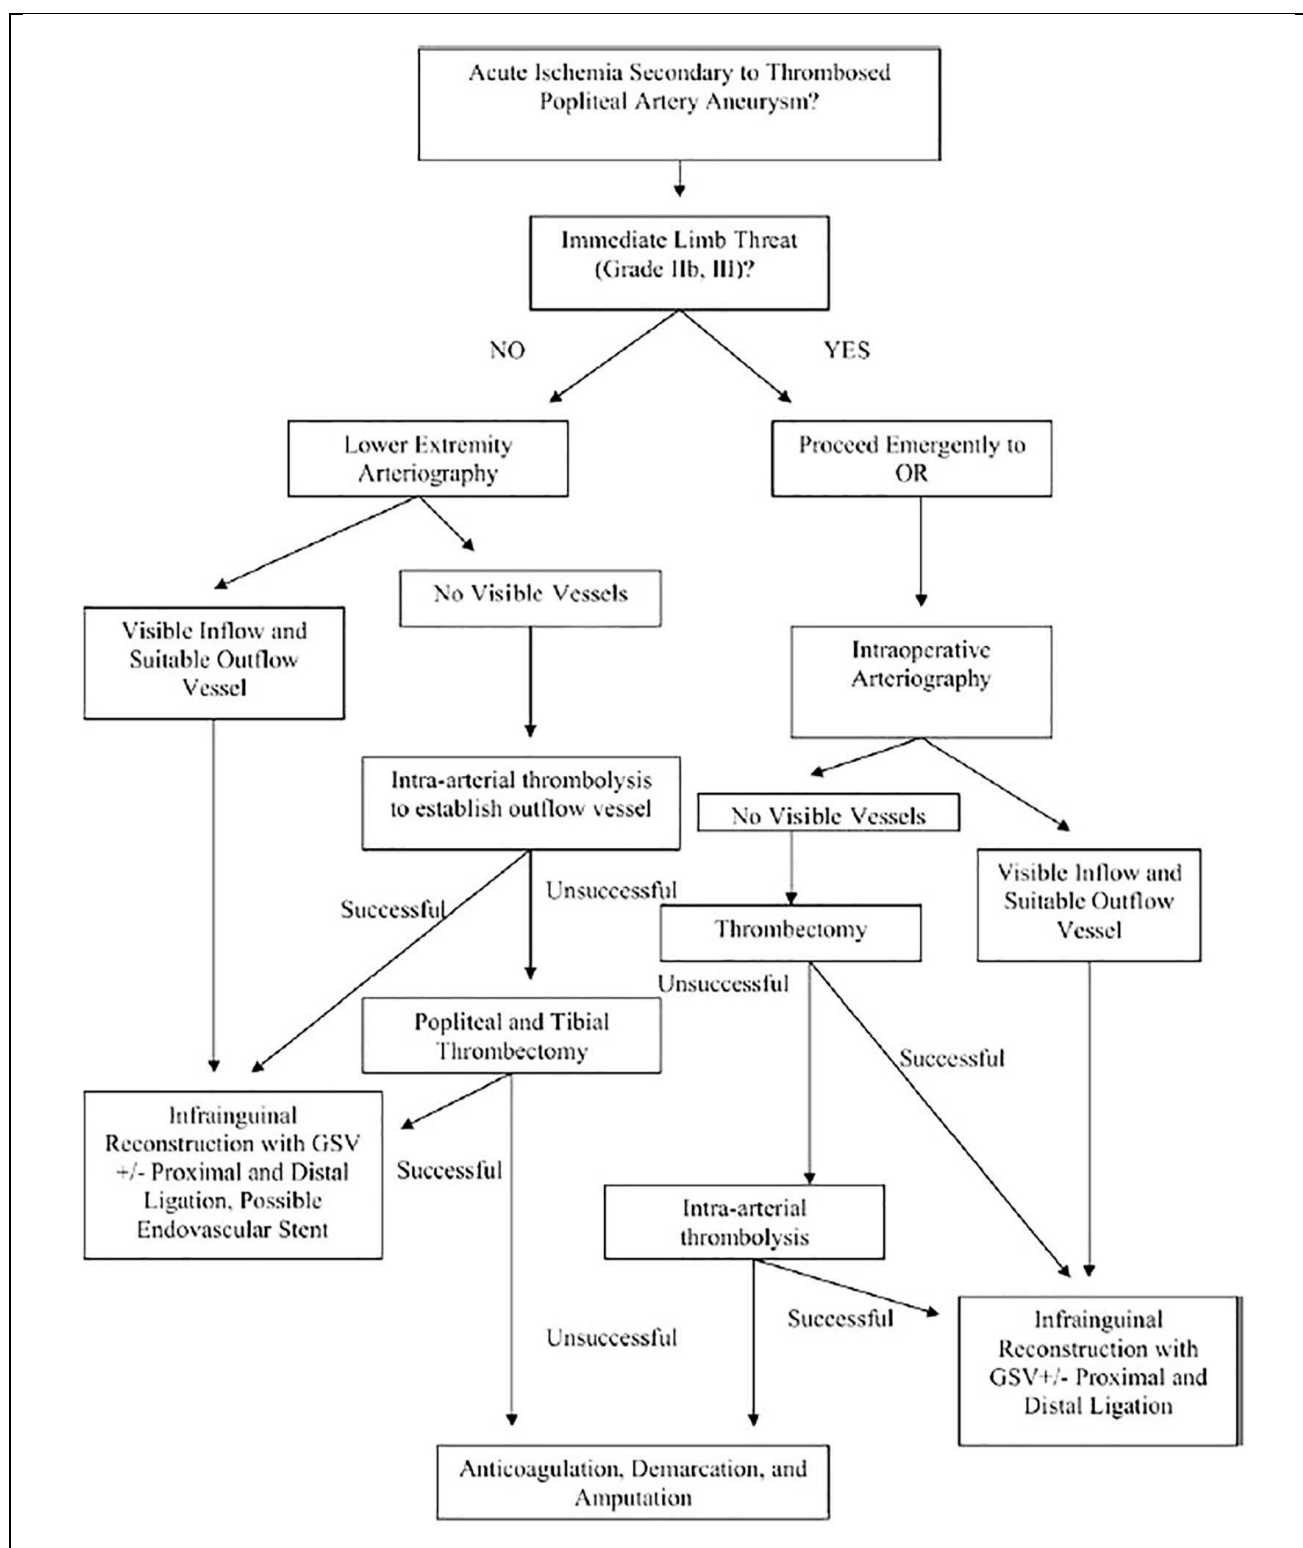 Acute Ischemia Secondary to Thrombosed
Popliteal Artery Aneurysm?
Immediate Limb Threat
(Grade IIb, III)?
NO
YES
Lower Extremity
Arteriography
Proceed Emergently to
OR
No Visible Vessels
Visible Inflow and
Suitable Outflow
Vessel
Intraoperative
Arteriography
Intra-arterial thrombolysis
to establish outflow vessel
No Visible Vessels
Visible Inflow and
Suitable Outflow
Vessel
Successful
Unsuccessful
Thrombectomy
Unsuccessful
Popliteal and Tibial
Thrombectomy
Successful
Infrainguinal
Reconstruction with GSV
+/- Proximal and Distal
Ligation, Possible
Endovascular Stent
Successful
Intra-arterial
thrombolysis
Unsuccessful
Successful
Infrainguinal
Reconstruction with
GSV+/- Proximal and
Distal Ligation
Anticoagulation, Demarcation, and
Amputation